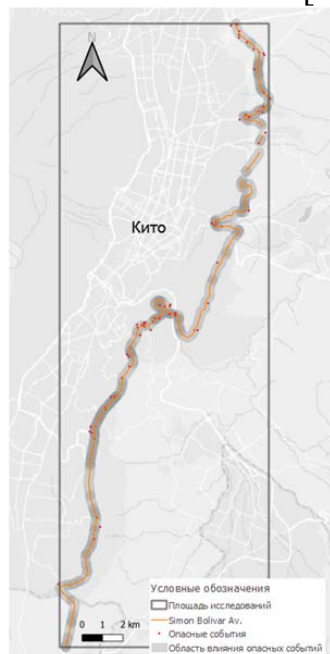 N
Кито
Условные обозначения
Площадь исследований
Simon Bolivar Av.
Опасные события
Область влияния опасных событий
0 1 2 km